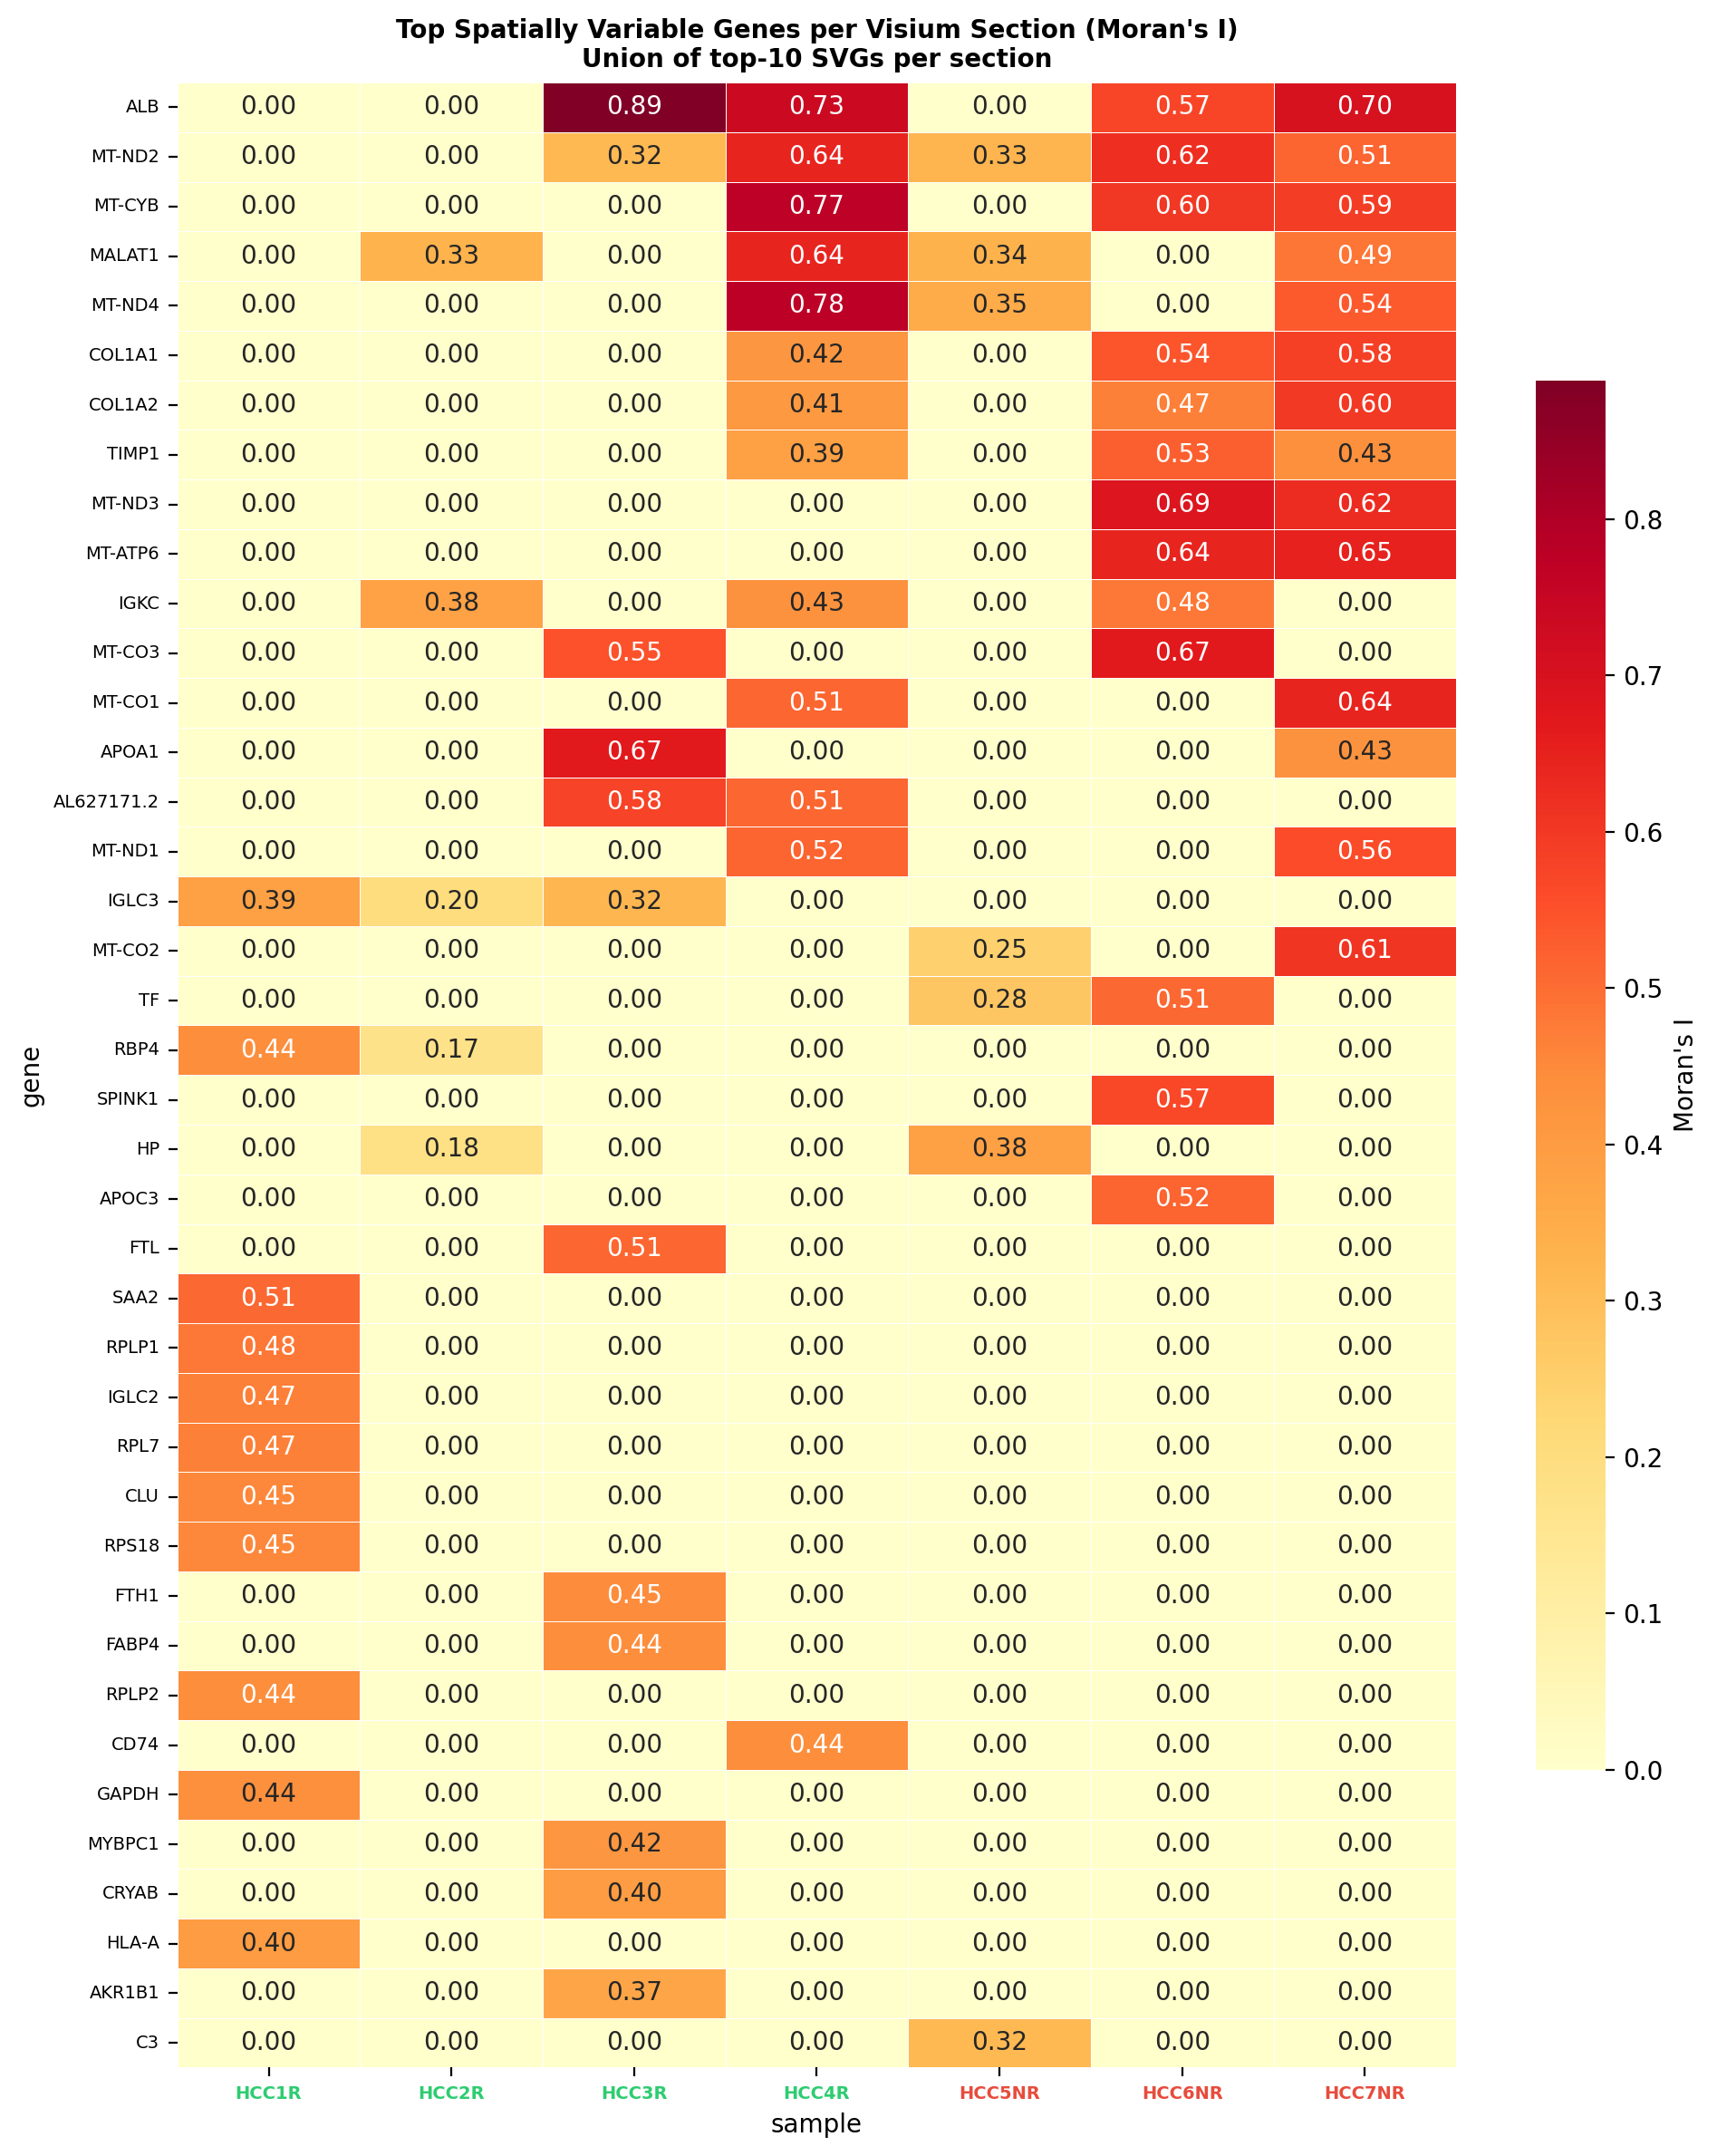 Top Spatially Variable Genes per Visium Section (Moran's I)
Union of top-10 SVGs per section
ALB 0.00 0.00 0.89 0.73 0.00 0.57 0.70
MT-ND2 0.00 0.00 0.32 0.64 0.33 0.62 0.51
MT-CYB 0.00 0.00 0.00 0.77 0.00 0.60 0.59
MALAT1 0.00 0.33 0.00 0.64 0.34 0.00 0.49
MT-ND4 0.00 0.00 0.00 0.78 0.35 0.00 0.54
COL1A1 0.00 0.00 0.00 0.42 0.00 0.54 0.58
COL1A2 0.00 0.00 0.00 0.41 0.00 0.47 0.60
TIMP1 0.00 0.00 0.00 0.39 0.00 0.53 0.43
MT-ND3 0.00 0.00 0.00 0.00 0.00 0.69 0.62
MT-ATP6 0.00 0.00 0.00 0.00 0.00 0.64 0.65
IGKC 0.00 0.38 0.00 0.43 0.00 0.48 0.00
MT-CO3 0.00 0.00 0.55 0.00 0.00 0.67 0.00
MT-CO1 0.00 0.00 0.00 0.51 0.00 0.00 0.64
APOA1 0.00 0.00 0.67 0.00 0.00 0.00 0.43
AL627171.2 0.00 0.00 0.58 0.51 0.00 0.00 0.00
MT-ND1 0.00 0.00 0.00 0.52 0.00 0.00 0.56
IGLC3 0.39 0.20 0.32 0.00 0.00 0.00 0.00
MT-CO2 0.00 0.00 0.00 0.00 0.25 0.00 0.61
TF 0.00 0.00 0.00 0.00 0.28 0.51 0.00
RBP4 0.44 0.17 0.00 0.00 0.00 0.00 0.00
SPINK1 0.00 0.00 0.00 0.00 0.00 0.57 0.00
HP 0.00 0.18 0.00 0.00 0.38 0.00 0.00
APOC3 0.00 0.00 0.00 0.00 0.00 0.52 0.00
FTL 0.00 0.00 0.51 0.00 0.00 0.00 0.00
SAA2 0.51 0.00 0.00 0.00 0.00 0.00 0.00
RPLP1 0.48 0.00 0.00 0.00 0.00 0.00 0.00
IGLC2 0.47 0.00 0.00 0.00 0.00 0.00 0.00
RPL7 0.47 0.00 0.00 0.00 0.00 0.00 0.00
CLU 0.45 0.00 0.00 0.00 0.00 0.00 0.00
RPS18 0.45 0.00 0.00 0.00 0.00 0.00 0.00
FTH1 0.00 0.00 0.45 0.00 0.00 0.00 0.00
FABP4 0.00 0.00 0.44 0.00 0.00 0.00 0.00
RPLP2 0.44 0.00 0.00 0.00 0.00 0.00 0.00
CD74 0.00 0.00 0.00 0.44 0.00 0.00 0.00
GAPDH 0.44 0.00 0.00 0.00 0.00 0.00 0.00
MYBPC1 0.00 0.00 0.42 0.00 0.00 0.00 0.00
CRYAB 0.00 0.00 0.40 0.00 0.00 0.00 0.00
HLA-A 0.40 0.00 0.00 0.00 0.00 0.00 0.00
AKR1B1 0.00 0.00 0.37 0.00 0.00 0.00 0.00
C3 0.00 0.00 0.00 0.00 0.32 0.00 0.00
HCC1R HCC2R HCC3R HCC4R HCC5NR HCC6NR HCC7NR
sample
gene
0.8
0.7
0.6
0.5
0.4
0.3
0.2
0.1
0.0
Moran's I